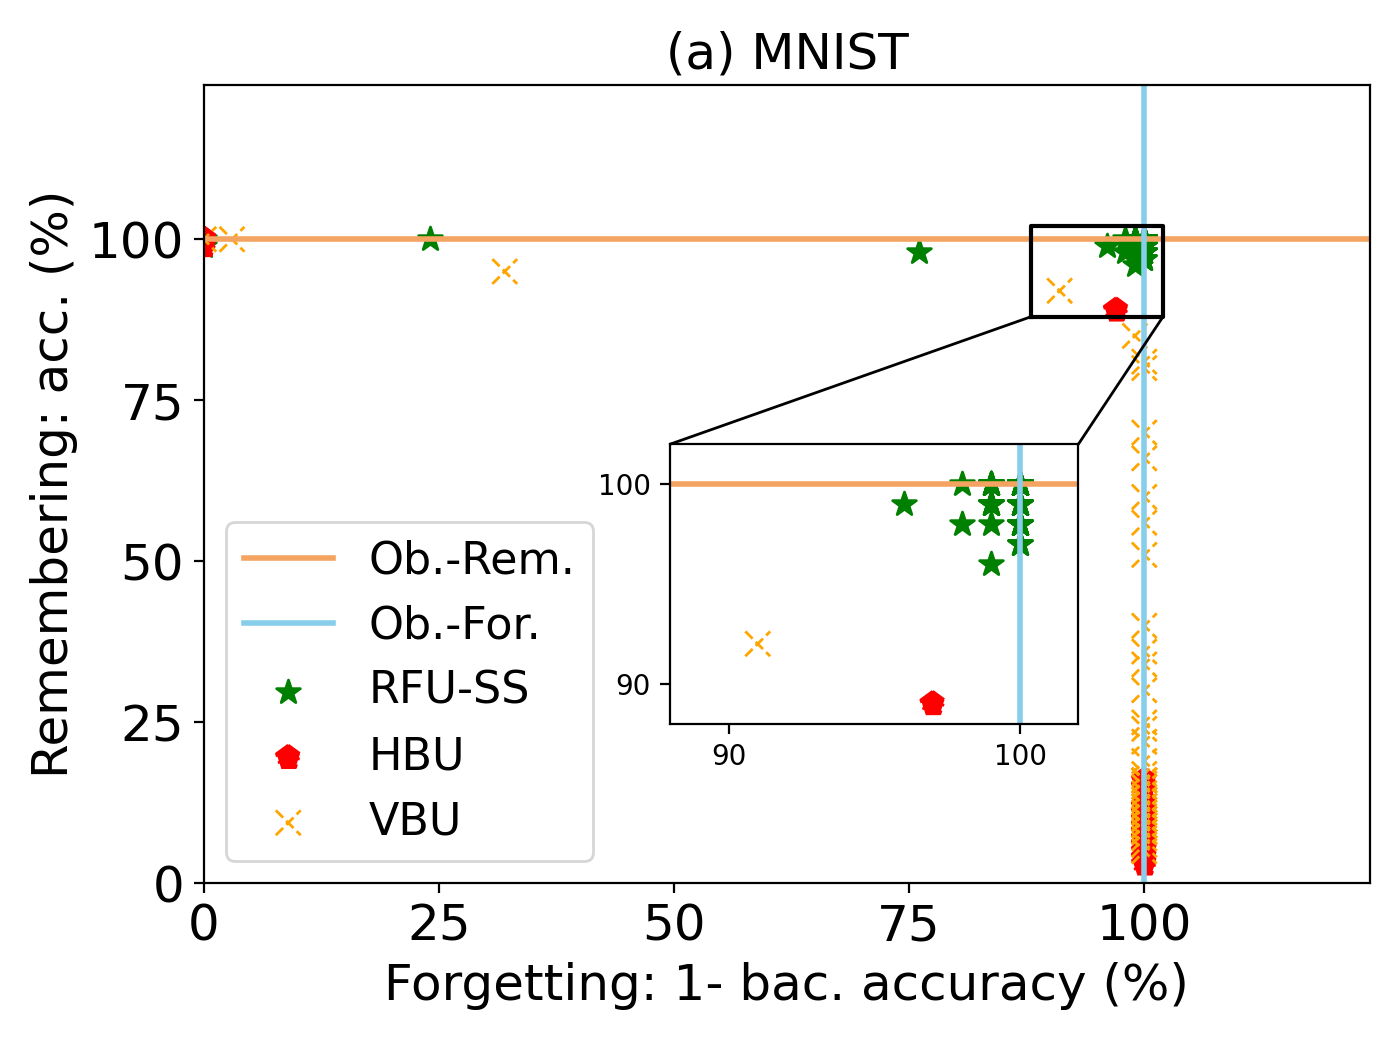 (a) MNIST
Remembering: acc. (%)
100
75
50
25
0
0 25 50 75 100
Forgetting: 1- bac. accuracy (%)
Ob.-Rem.
Ob.-For.
RFU-SS
HBU
VBU
100
90
90 100